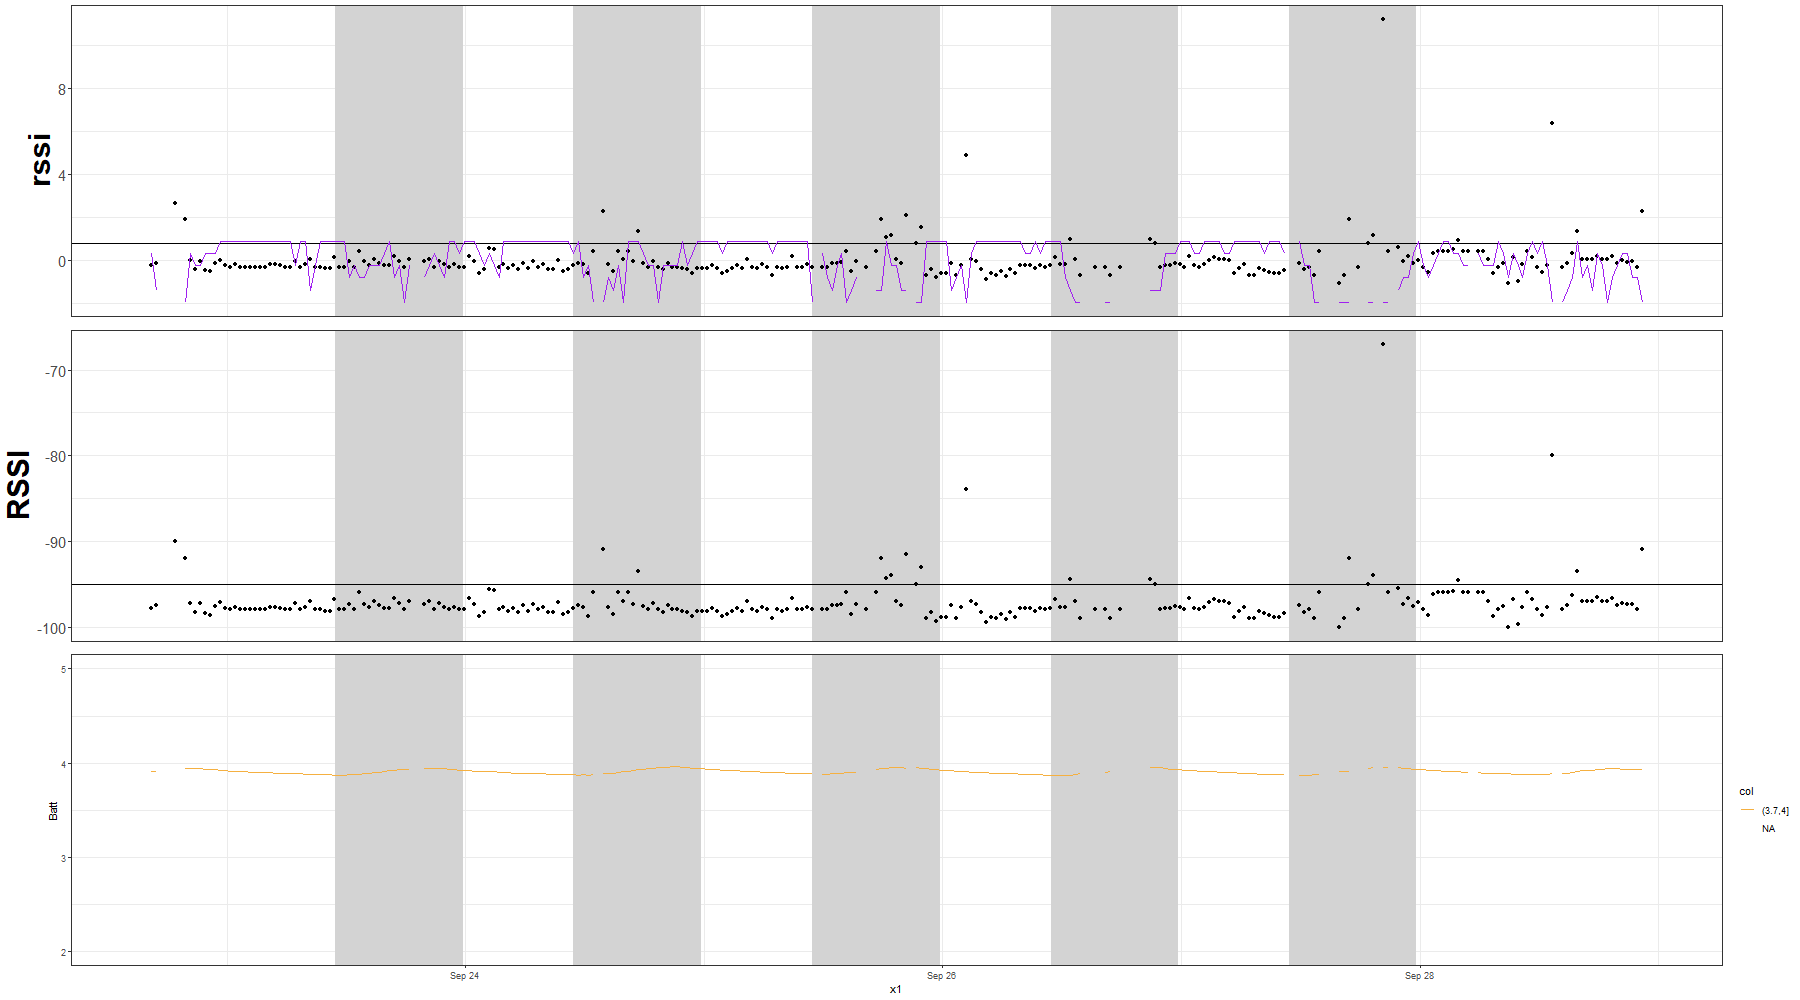 rssi
8
4
0
RSSI
-70
-80
-90
-100
Batt
5
4
3
2
Sep 24
Sep 26
Sep 28
x1
col
(3.7,4]
NA